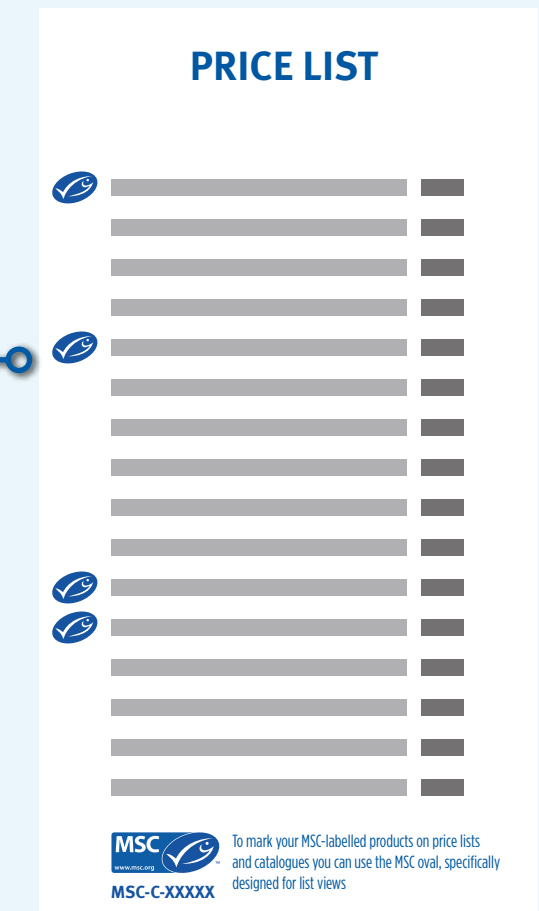 PRICE LIST
MSC
www.msc.org
™
MSC-C-XXXXX
To mark your MSC-labelled products on price lists
and catalogues you can use the MSC oval, specifically
designed for list views